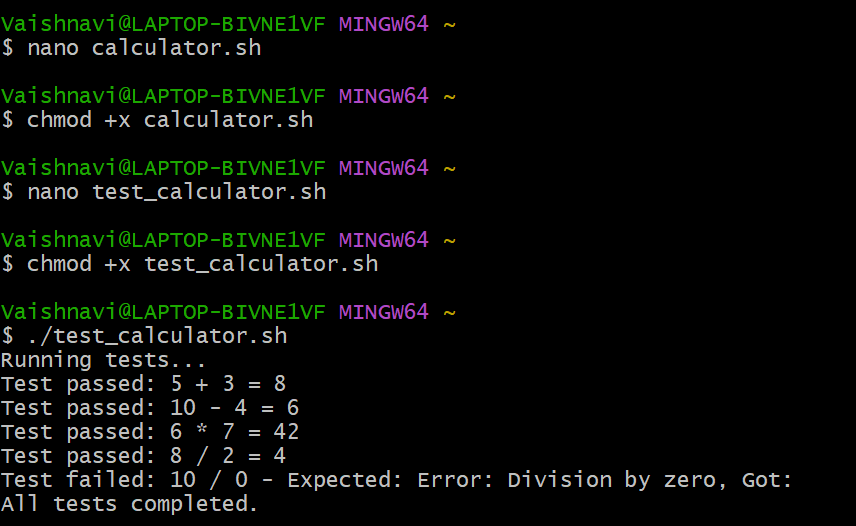 Vaishnavi@LAPTOP-BIVNE1VF MINGW64 ~
$ nano calculator.sh
Vaishnavi@LAPTOP-BIVNE1VF MINGW64 ~
$ chmod +x calculator.sh
Vaishnavi@LAPTOP-BIVNE1VF MINGW64 ~
$ nano test_calculator.sh
Vaishnavi@LAPTOP-BIVNE1VF MINGW64 ~
$ chmod +x test_calculator.sh
Vaishnavi@LAPTOP-BIVNE1VF MINGW64 ~
$ ./test_calculator.sh
Running tests...
Test passed: 5 + 3 = 8
Test passed: 10 - 4 = 6
Test passed: 6 * 7 = 42
Test passed: 8 / 2 = 4
Test failed: 10 / 0 - Expected: Error: Division by zero, Got:
All tests completed.